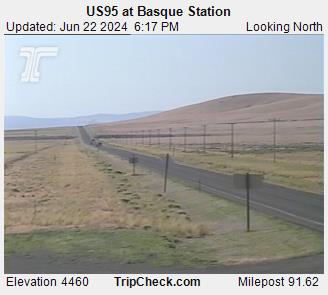 US95 at Basque Station
Updated: Jun 22 2024 6:17 PM Looking North
Elevation 4460 TripCheck.com Milepost 91.62